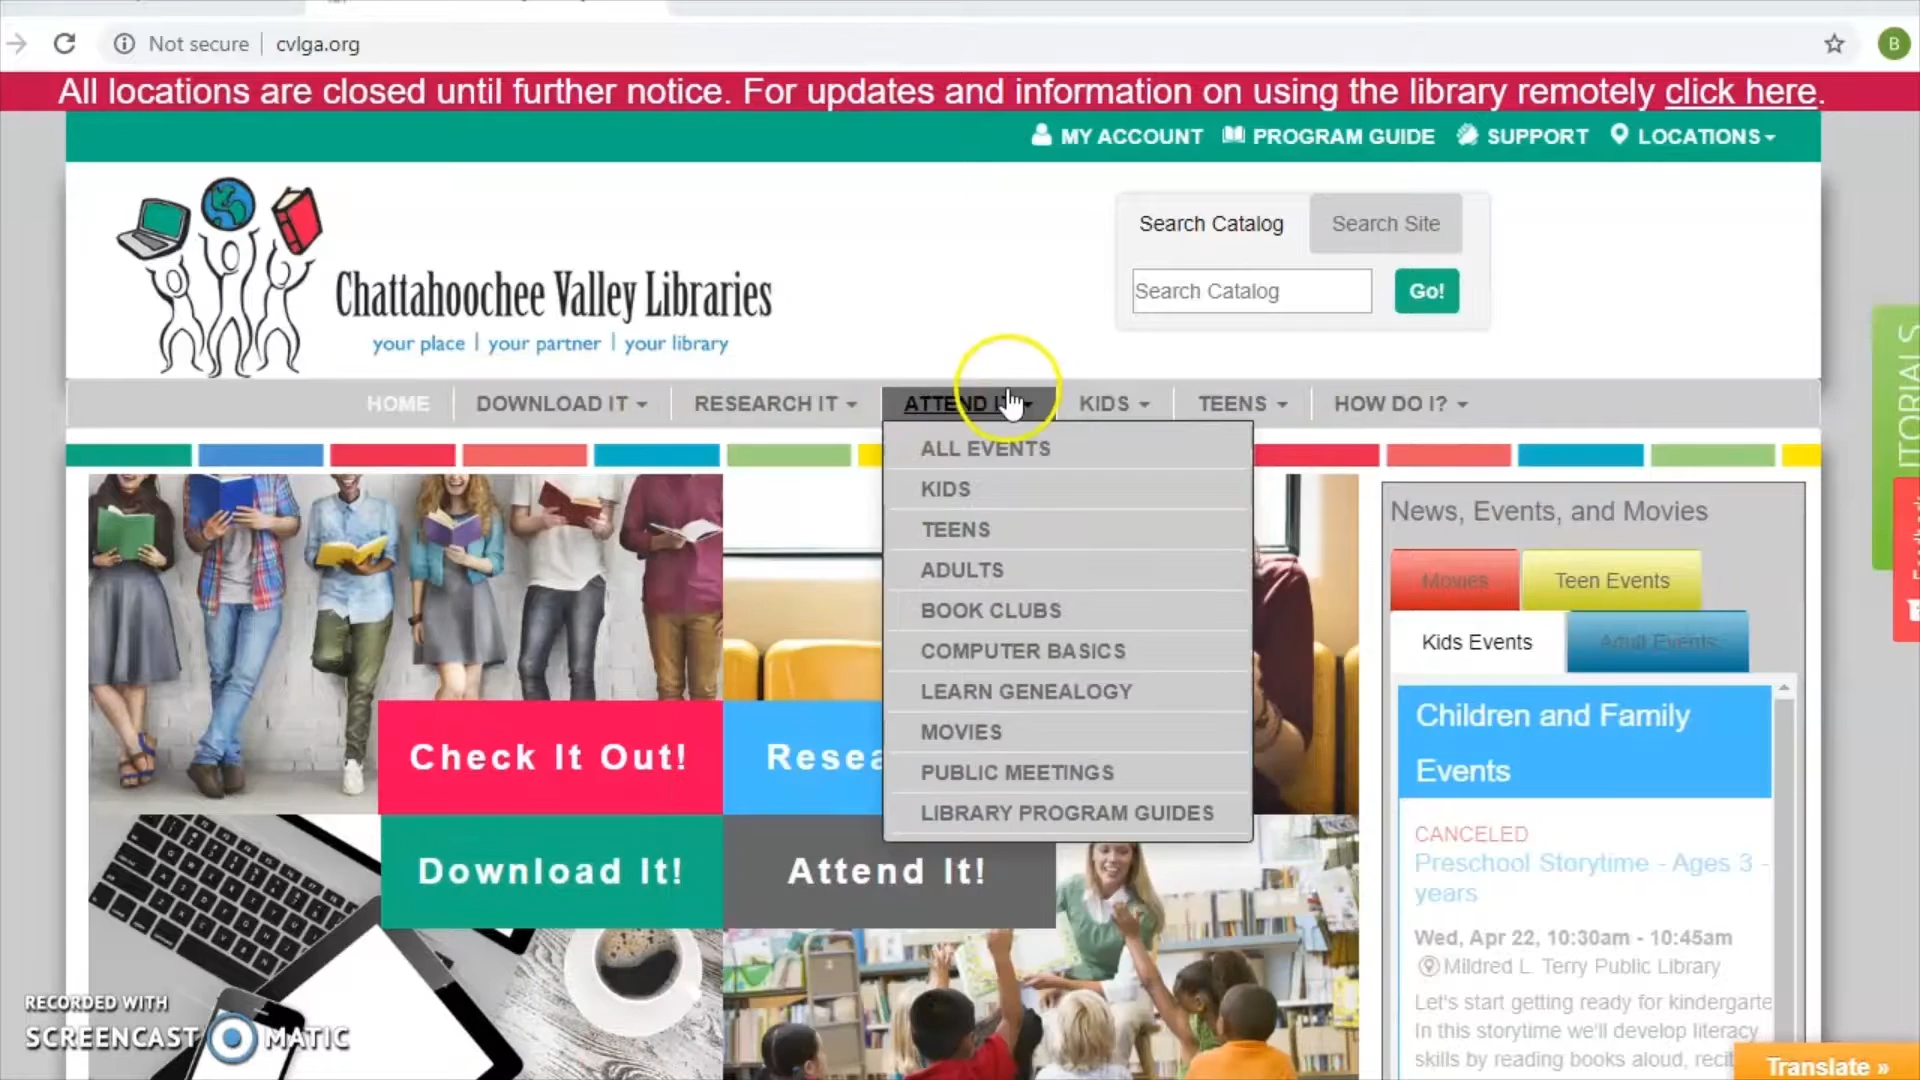 Not secure
cvlga.org
B
All locations are closed until further notice. For updates and information on using the library remotely click here.
MY ACCOUNT
PROGRAM GUIDE
SUPPORT
LOCATIONS
Search Catalog
Search Site
Search Catalog
Go!
Chattahoochee Valley Libraries
your place | your partner | your library
HOME
DOWNLOAD IT
RESEARCH IT
ATTEND IT
KIDS
TEENS
HOW DO I?
ALL EVENTS
KIDS
TEENS
ADULTS
BOOK CLUBS
COMPUTER BASICS
LEARN GENEALOGY
MOVIES
PUBLIC MEETINGS
LIBRARY PROGRAM GUIDES
Check It Out!
Resea
Download It!
Attend It!
News, Events, and Movies
Movies
Teen Events
Kids Events
Adult Events
Children and Family
Events
CANCELED
Preschool Storytime - Ages 3 -
years
Wed, Apr 22, 10:30am - 10:45am
Mildred L. Terry Public Library
Let's start getting ready for kindergarte
In this storytime we'll develop literacy
skills by reading books aloud, recit
ITORIALS
Translate »
RECORDED WITH
SCREENCAST MATIC